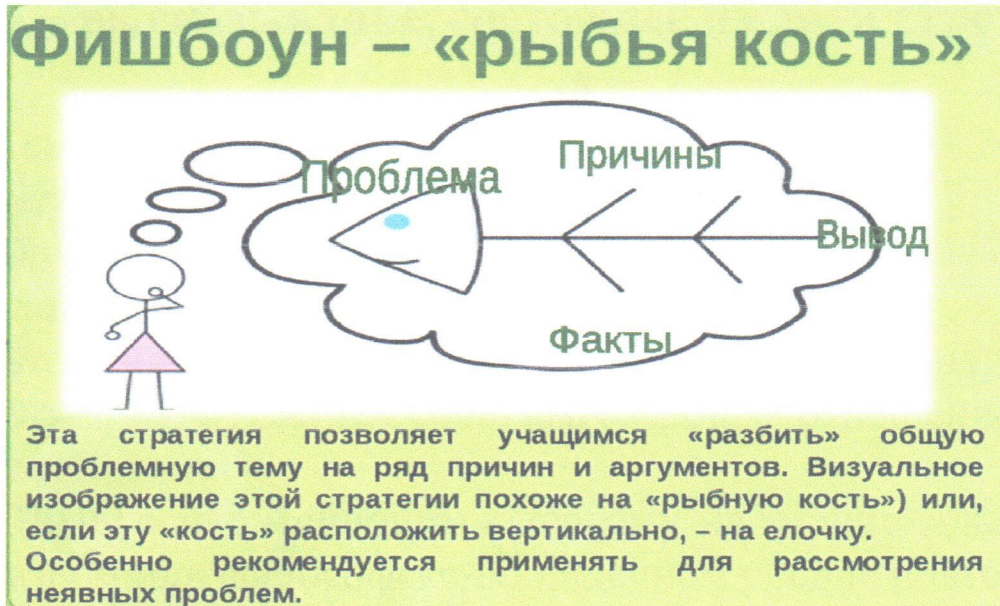 Фишбоун – «рыбья кость»
Проблема
Причины
Вывод
Факты
Эта стратегия позволяет учащимся «разбить» общую
проблемную тему на ряд причин и аргументов. Визуальное
изображение этой стратегии похоже на «рыбную кость») или,
если эту «кость» расположить вертикально, – на елочку.
Особенно рекомендуется применять для рассмотрения
неявных проблем.